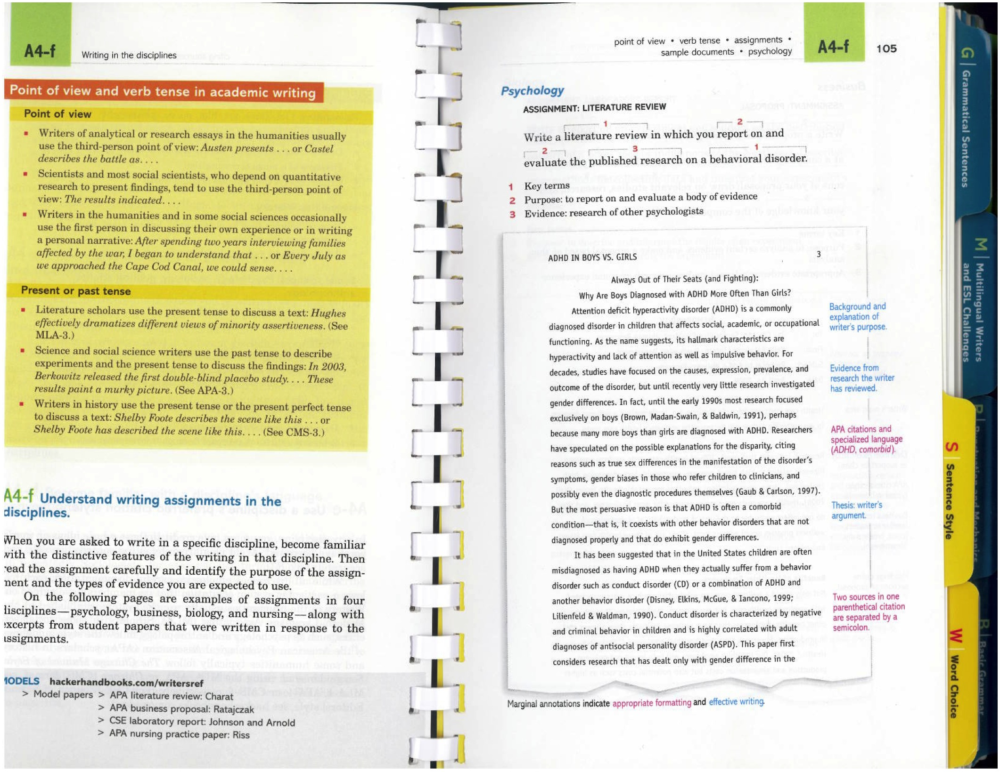 A4-f
Writing in the disciplines
Point of view and verb tense in academic writing
Point of view
▪ Writers of analytical or research essays in the humanities usually
use the third-person point of view: Austen presents . . . or Castel
describes the battle as. . . .
▪ Scientists and most social scientists, who depend on quantitative
research to present findings, tend to use the third-person point of
view: The results indicated. . . .
▪ Writers in the humanities and in some social sciences occasionally
use the first person in discussing their own experience or in writing
a personal narrative: After spending two years interviewing families
affected by the war, I began to understand that . . . or Every July as
we approached the Cape Cod Canal, we could sense. . . .
Present or past tense
▪ Literature scholars use the present tense to discuss a text: Hughes
effectively dramatizes different views of minority assertiveness. (See
MLA-3.)
▪ Science and social science writers use the past tense to describe
experiments and the present tense to discuss the findings: In 2003,
Berkowitz released the first double-blind placebo study. . . . These
results paint a murky picture. (See APA-3.)
▪ Writers in history use the present tense or the present perfect tense
to discuss a text: Shelby Foote describes the scene like this . . . or
Shelby Foote has described the scene like this. . . . (See CMS-3.)
A4-f Understand writing assignments in the
disciplines.
When you are asked to write in a specific discipline, become familiar
with the distinctive features of the writing in that discipline. Then
read the assignment carefully and identify the purpose of the assign-
ment and the types of evidence you are expected to use.
On the following pages are examples of assignments in four
disciplines—psychology, business, biology, and nursing—along with
excerpts from student papers that were written in response to the
assignments.
MODELS hackerhandbooks.com/writersref
> Model papers > APA literature review: Charat
> APA business proposal: Ratajczak
> CSE laboratory report: Johnson and Arnold
> APA nursing practice paper: Riss
point of view • verb tense • assignments •
sample documents • psychology
A4-f
105
Psychology
ASSIGNMENT: LITERATURE REVIEW
1 2
Write a literature review in which you report on and
2 3 1
evaluate the published research on a behavioral disorder.
1 Key terms
2 Purpose: to report on and evaluate a body of evidence
3 Evidence: research of other psychologists
ADHD IN BOYS VS. GIRLS 3
Always Out of Their Seats (and Fighting):
Why Are Boys Diagnosed with ADHD More Often Than Girls?
Attention deficit hyperactivity disorder (ADHD) is a commonly
diagnosed disorder in children that affects social, academic, or occupational
functioning. As the name suggests, its hallmark characteristics are
hyperactivity and lack of attention as well as impulsive behavior. For
decades, studies have focused on the causes, expression, prevalence, and
outcome of the disorder, but until recently very little research investigated
gender differences. In fact, until the early 1990s most research focused
exclusively on boys (Brown, Madan-Swain, & Baldwin, 1991), perhaps
because many more boys than girls are diagnosed with ADHD. Researchers
have speculated on the possible explanations for the disparity, citing
reasons such as true sex differences in the manifestation of the disorder's
symptoms, gender biases in those who refer children to clinicians, and
possibly even the diagnostic procedures themselves (Gaub & Carlson, 1997).
But the most persuasive reason is that ADHD is often a comorbid
condition—that is, it coexists with other behavior disorders that are not
diagnosed properly and that do exhibit gender differences.
It has been suggested that in the United States children are often
misdiagnosed as having ADHD when they actually suffer from a behavior
disorder such as conduct disorder (CD) or a combination of ADHD and
another behavior disorder (Disney, Elkins, McGue, & Iancono, 1999;
Lilienfeld & Waldman, 1990). Conduct disorder is characterized by negative
and criminal behavior in children and is highly correlated with adult
diagnoses of antisocial personality disorder (ASPD). This paper first
considers research that has dealt only with gender difference in the
Background and
explanation of
writer's purpose.
Evidence from
research the writer
has reviewed.
APA citations and
specialized language
(ADHD, comorbid).
Thesis: writer's
argument.
Two sources in one
parenthetical citation
are separated by a
semicolon.
Marginal annotations indicate appropriate formatting and effective writing.
G | Grammatical Sentences
M | Multilingual Writers
and ESL Challenges
P | Punctuation and Mechanics
S | Sentence Style
B | Basic Grammar
W | Word Choice